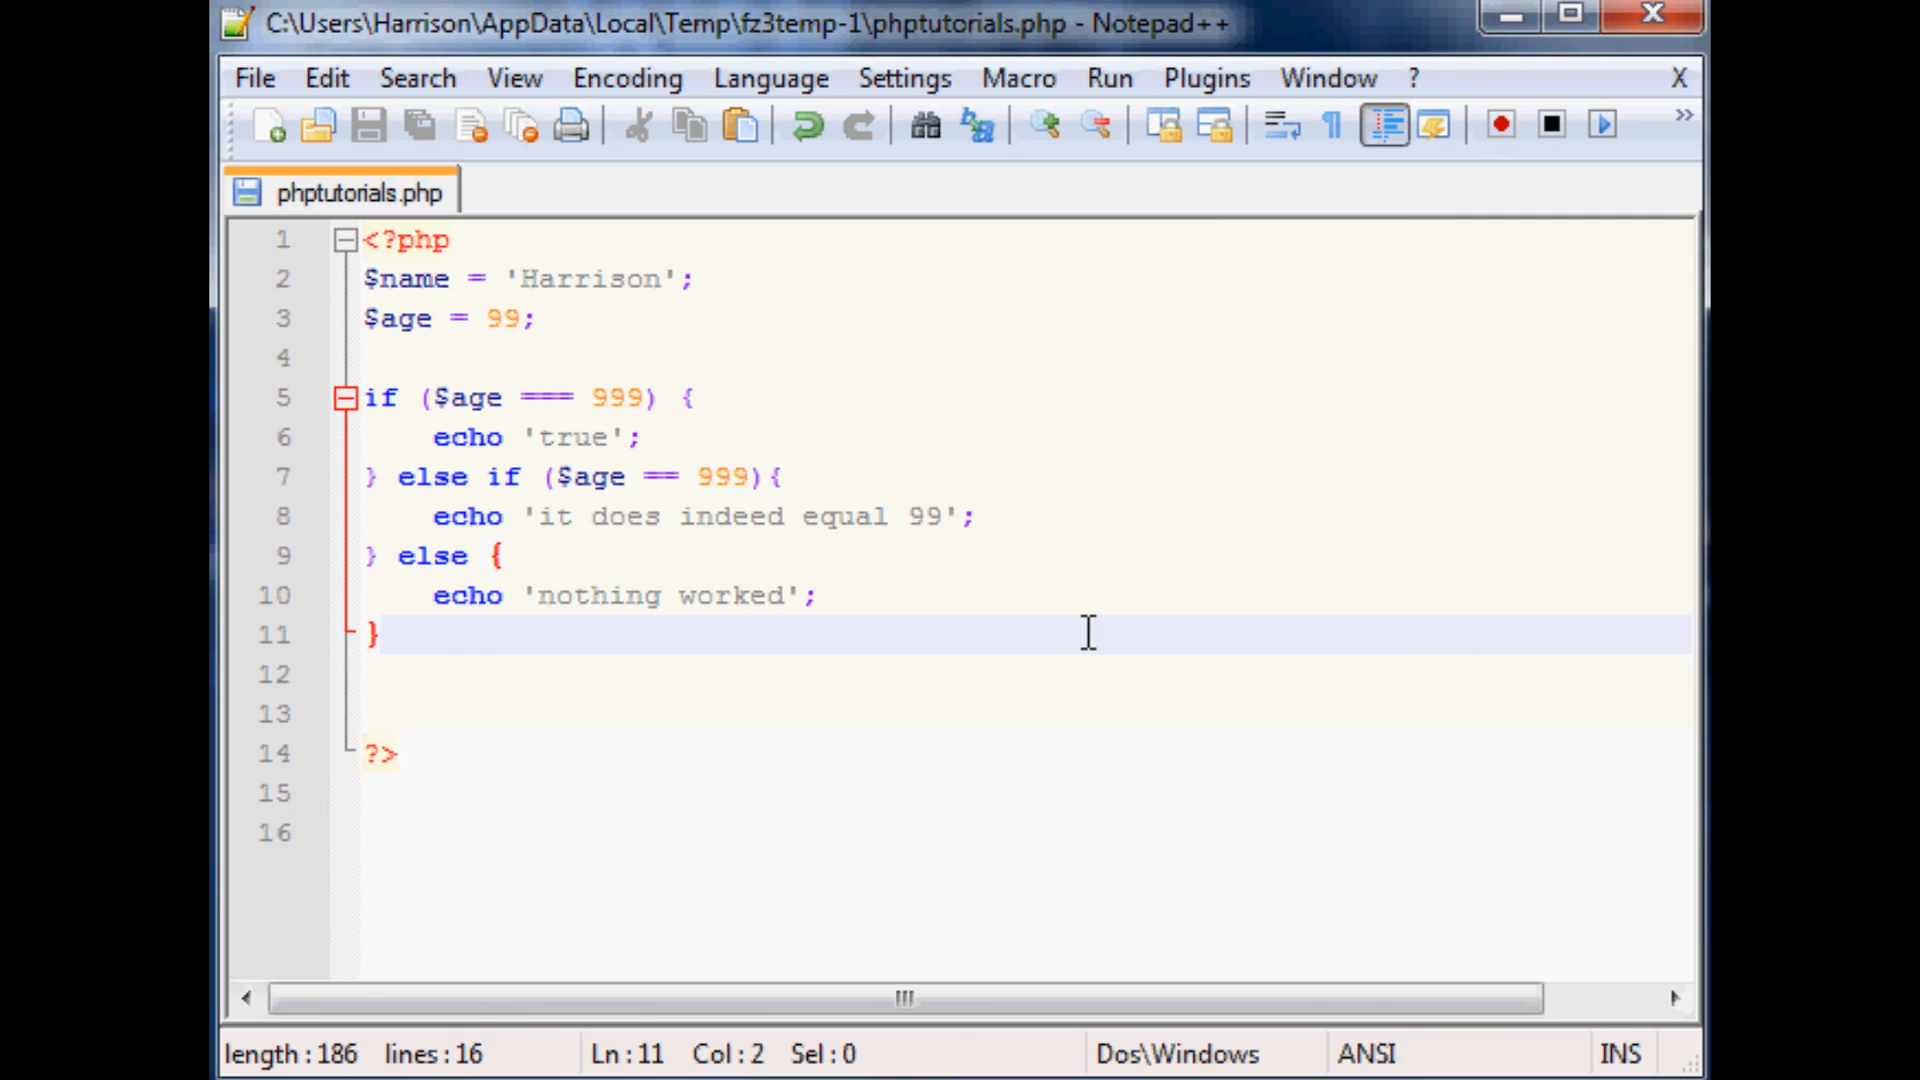 C:\Users\Harrison\AppData\Local\Temp\fz3temp-1\phptutorials.php - Notepad++
File Edit Search View Encoding Language Settings Macro Run Plugins Window ? X
phptutorials.php
1 <?php
2 $name = 'Harrison';
3 $age = 99;
4
5 if ($age === 999) {
6 echo 'true';
7 } else if ($age == 999){
8 echo 'it does indeed equal 99';
9 } else {
10 echo 'nothing worked';
11 }
12
13
14 ?>
15
16
length : 186 lines : 16 Ln : 11 Col : 2 Sel : 0 Dos\Windows ANSI INS